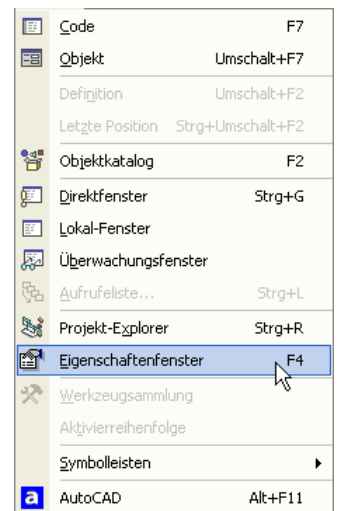 Code F7
Objekt Umschalt+F7
Definition Umschalt+F2
Letzte Position Strg+Umschalt+F2
Objektkatalog F2
Direktfenster Strg+G
Lokal-Fenster
Überwachungsfenster
Aufrufeliste... Strg+L
Projekt-Explorer Strg+R
Eigenschaftenfenster F4
Werkzeugsammlung
Aktivierreihenfolge
Symbolleisten
a AutoCAD Alt+F11